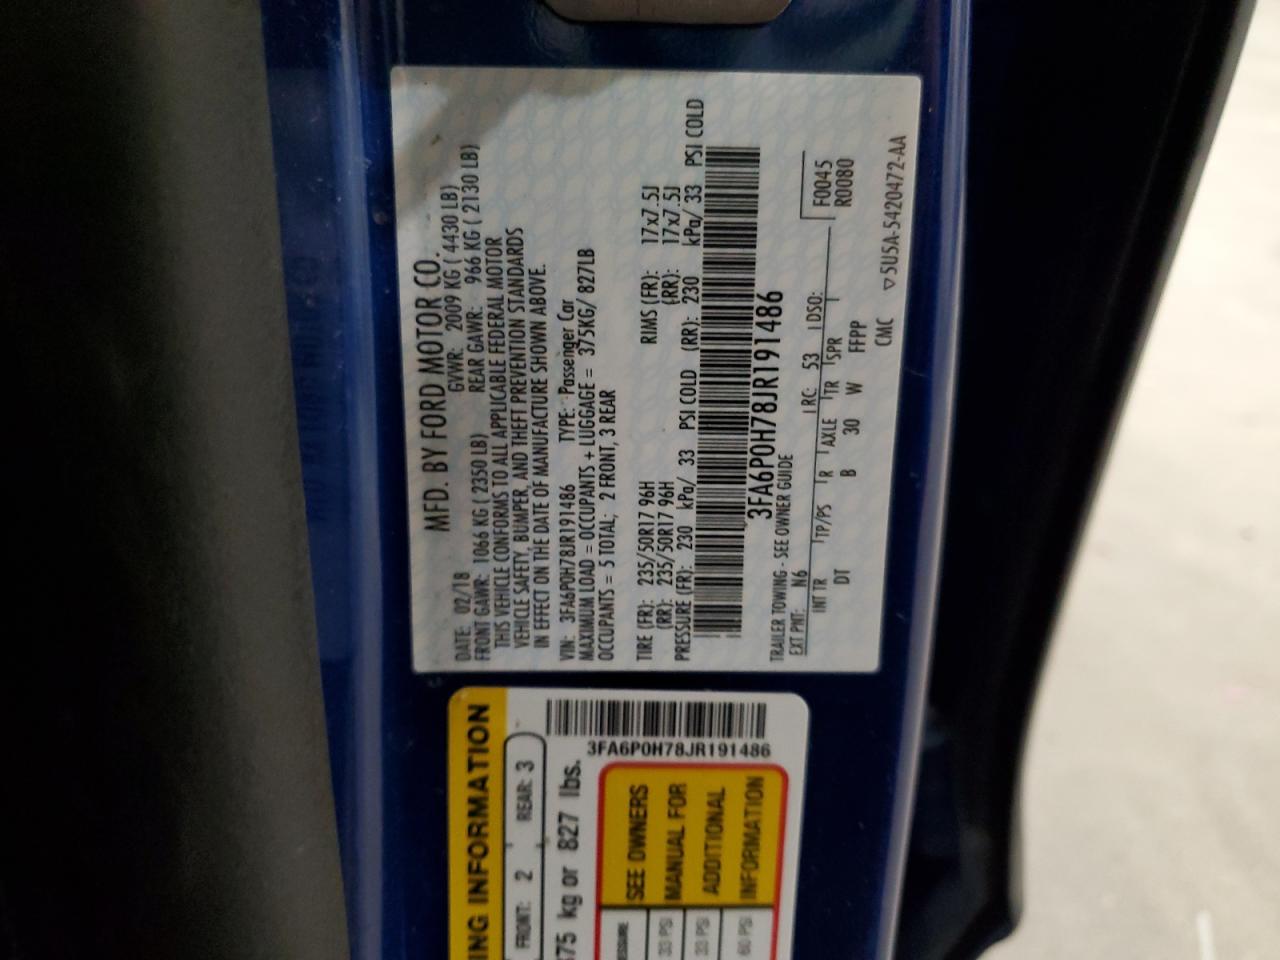 MFD. BY FORD MOTOR CO.
DATE: 02/18 GVWR: 2009 KG ( 4430 LB)
FRONT GAWR: 1066 KG ( 2350 LB) REAR GAWR: 966 KG ( 2130 LB)
THIS VEHICLE CONFORMS TO ALL APPLICABLE FEDERAL MOTOR
VEHICLE SAFETY, BUMPER, AND THEFT PREVENTION STANDARDS
IN EFFECT ON THE DATE OF MANUFACTURE SHOWN ABOVE.
VIN: 3FA6P0H78JR191486 TYPE: Passenger Car
MAXIMUM LOAD = OCCUPANTS + LUGGAGE = 375KG/ 827LB
OCCUPANTS = 5 TOTAL; 2 FRONT, 3 REAR
TIRE (FR): 235/50R17 96H RIMS (FR): 17x7.5J
(RR): 235/50R17 96H (RR): 17x7.5J
PRESSURE (FR): 230 kPa/ 33 PSI COLD (RR): 230 kPa/ 33 PSI COLD
3FA6P0H78JR191486
TRAILER TOWING - SEE OWNER GUIDE
EXT PNT: N6 RC: 53 DSO: F0045
INT TR TP/PS R AXLE TR SPR R0080
DT B 30 W FFPP
CMC ▽5U5A-5420472-AA
ING INFORMATION
FRONT: 2 REAR: 3
375 kg or 827 lbs.
3FA6P0H78JR191486
SEE OWNERS
MANUAL FOR
ADDITIONAL
INFORMATION
33 PSI
33 PSI
60 PSI